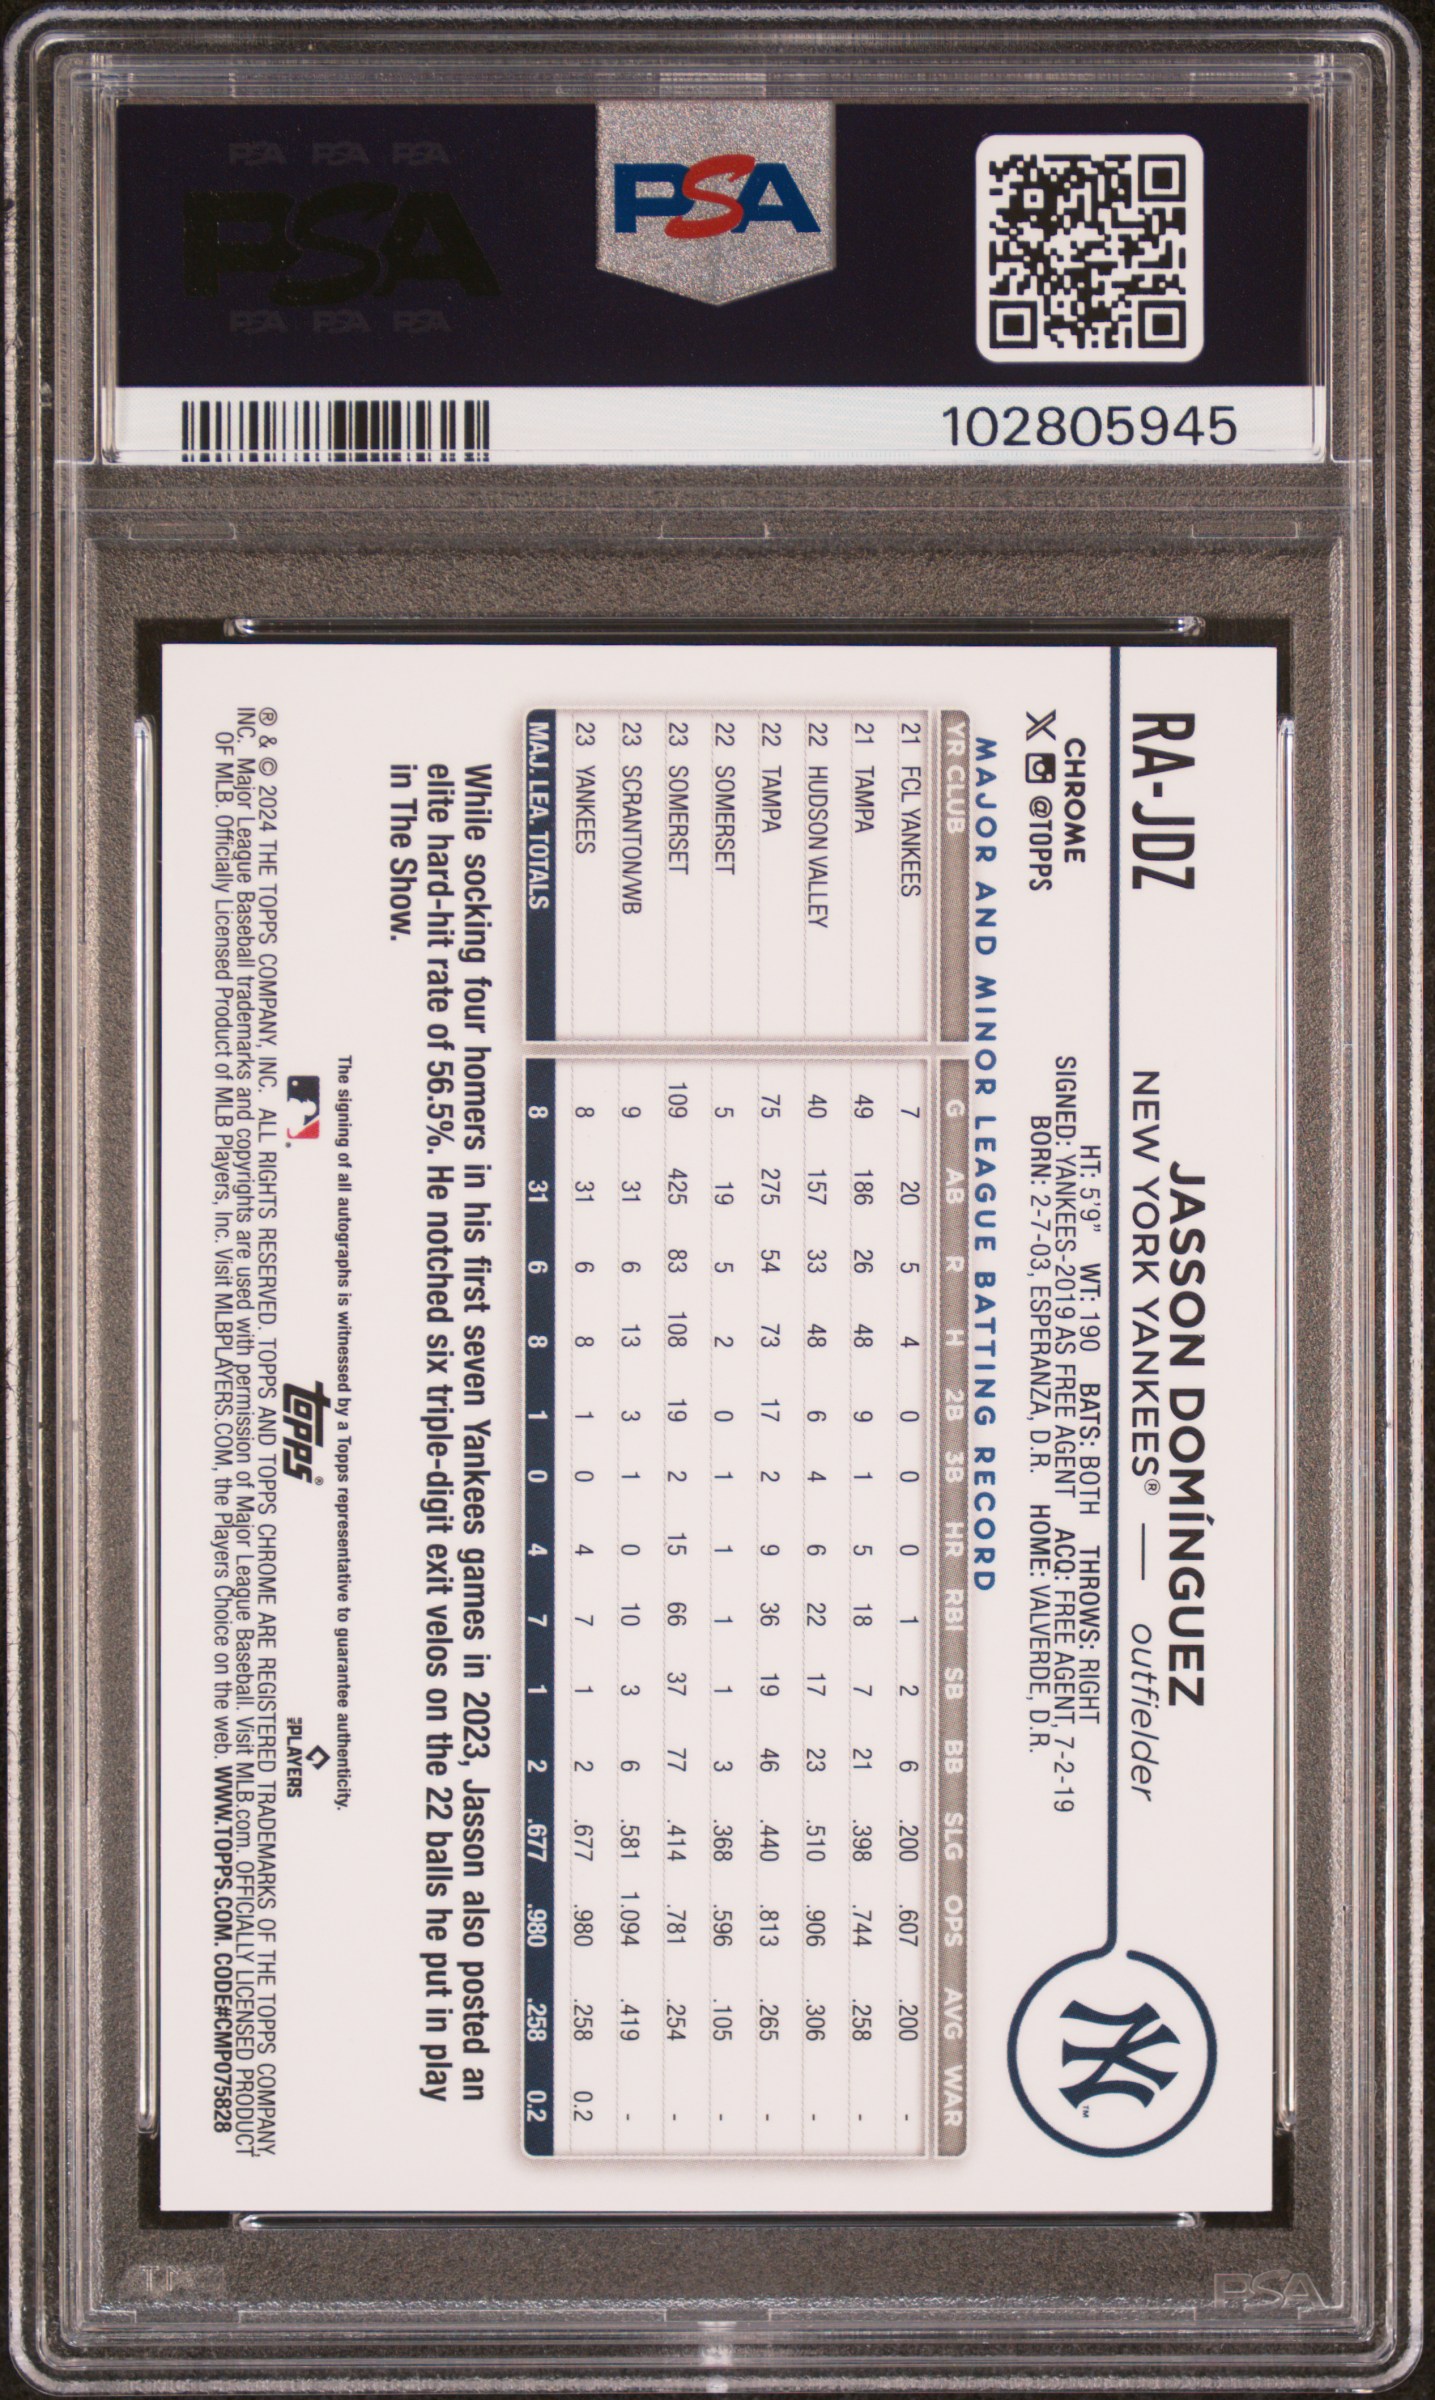 PSA PSA PSA
PSA
PSA PSA PSA
PSA
102805945
RA-JDZ
JASSON DOMÍNGUEZ
NEW YORK YANKEES® — outfielder
CHROME
@TOPPS
HT: 5'9" WT: 190 BATS: BOTH THROWS: RIGHT
SIGNED: YANKEES-2019 AS FREE AGENT ACQ: FREE AGENT, 7-2-19
BORN: 2-7-03, ESPERANZA, D.R. HOME: VALVERDE, D.R.
NY™
MAJOR AND MINOR LEAGUE BATTING RECORD
YR CLUB G AB R H 2B 3B HR RBI SB BB SLG OPS AVG WAR
21 FCL YANKEES 7 20 5 4 0 0 0 1 2 6 .200 .607 .200 -
21 TAMPA 49 186 26 48 9 1 5 18 7 21 .398 .744 .258 -
22 HUDSON VALLEY 40 157 33 48 6 4 6 22 17 23 .510 .906 .306 -
22 TAMPA 75 275 54 73 17 2 9 36 19 46 .440 .813 .265 -
22 SOMERSET 5 19 5 2 0 1 1 1 1 3 .368 .596 .105 -
23 SOMERSET 109 425 83 108 19 2 15 66 37 77 .414 .781 .254 -
23 SCRANTON/WB 9 31 6 13 3 1 0 10 3 6 .581 1.094 .419 -
23 YANKEES 8 31 6 8 1 0 4 7 1 2 .677 .980 .258 0.2
MAJ. LEA. TOTALS 8 31 6 8 1 0 4 7 1 2 .677 .980 .258 0.2
While socking four homers in his first seven Yankees games in 2023, Jasson also posted an
elite hard-hit rate of 56.5%. He notched six triple-digit exit velos on the 22 balls he put in play
in The Show.
The signing of all autographs is witnessed by a Topps representative to guarantee authenticity.
topps®
PLAYERS
® & © 2024 THE TOPPS COMPANY, INC. ALL RIGHTS RESERVED. TOPPS AND TOPPS CHROME ARE REGISTERED TRADEMARKS OF THE TOPPS COMPANY,
INC. Major League Baseball trademarks and copyrights are used with permission of Major League Baseball. Visit MLB.com. OFFICIALLY LICENSED PRODUCT
OF MLB. Officially Licensed Product of MLB Players, Inc. Visit MLBPLAYERS.COM, the Players Choice on the web. WWW.TOPPS.COM. CODE#CMP075828
PSA